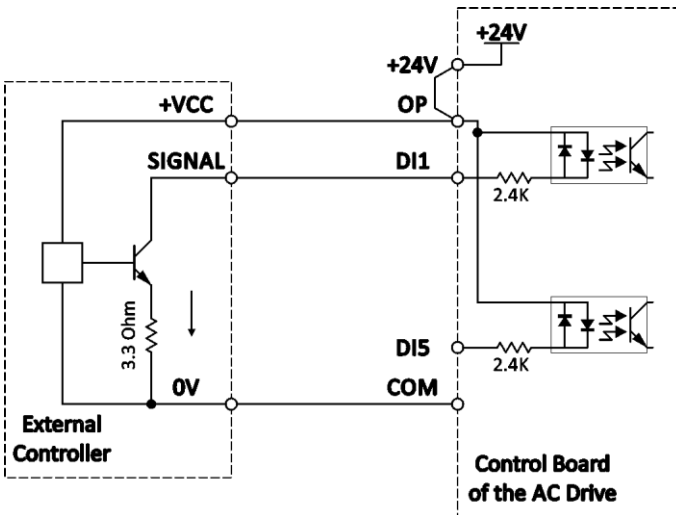 +24V
+24V
+VCC
OP
SIGNAL
DI1
2.4K
3.3 Ohm
DI5
2.4K
0V
COM
External
Controller
Control Board
of the AC Drive